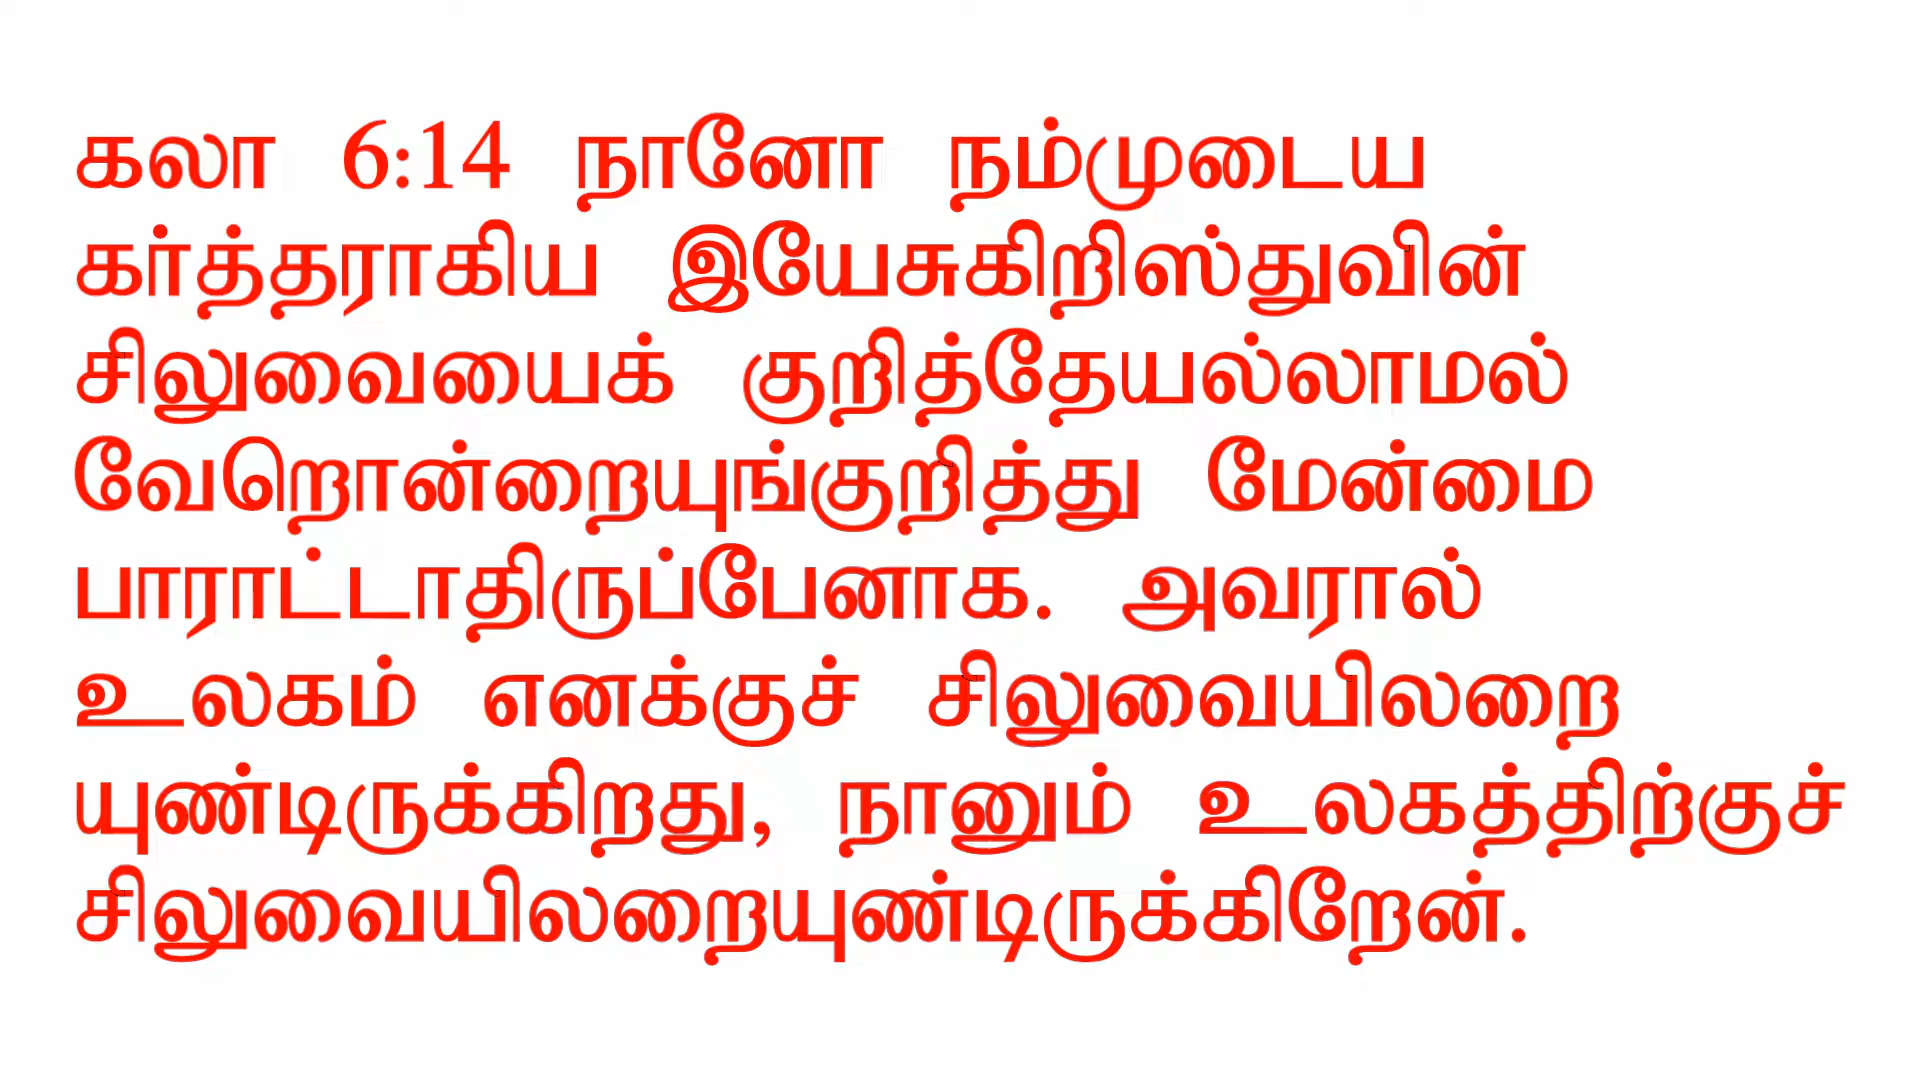 கலா 6:14 நானோ நம்முடைய
கர்த்தராகிய இயேசுகிறிஸ்துவின்
சிலுவையைக் குறித்தேயல்லாமல்
வேறொன்றையுங்குறித்து மேன்மை
பாராட்டாதிருப்பேனாக. அவரால்
உலகம் எனக்குச் சிலுவையிலறை
யுண்டிருக்கிறது, நானும் உலகத்திற்குச்
சிலுவையிலறையுண்டிருக்கிறேன்.